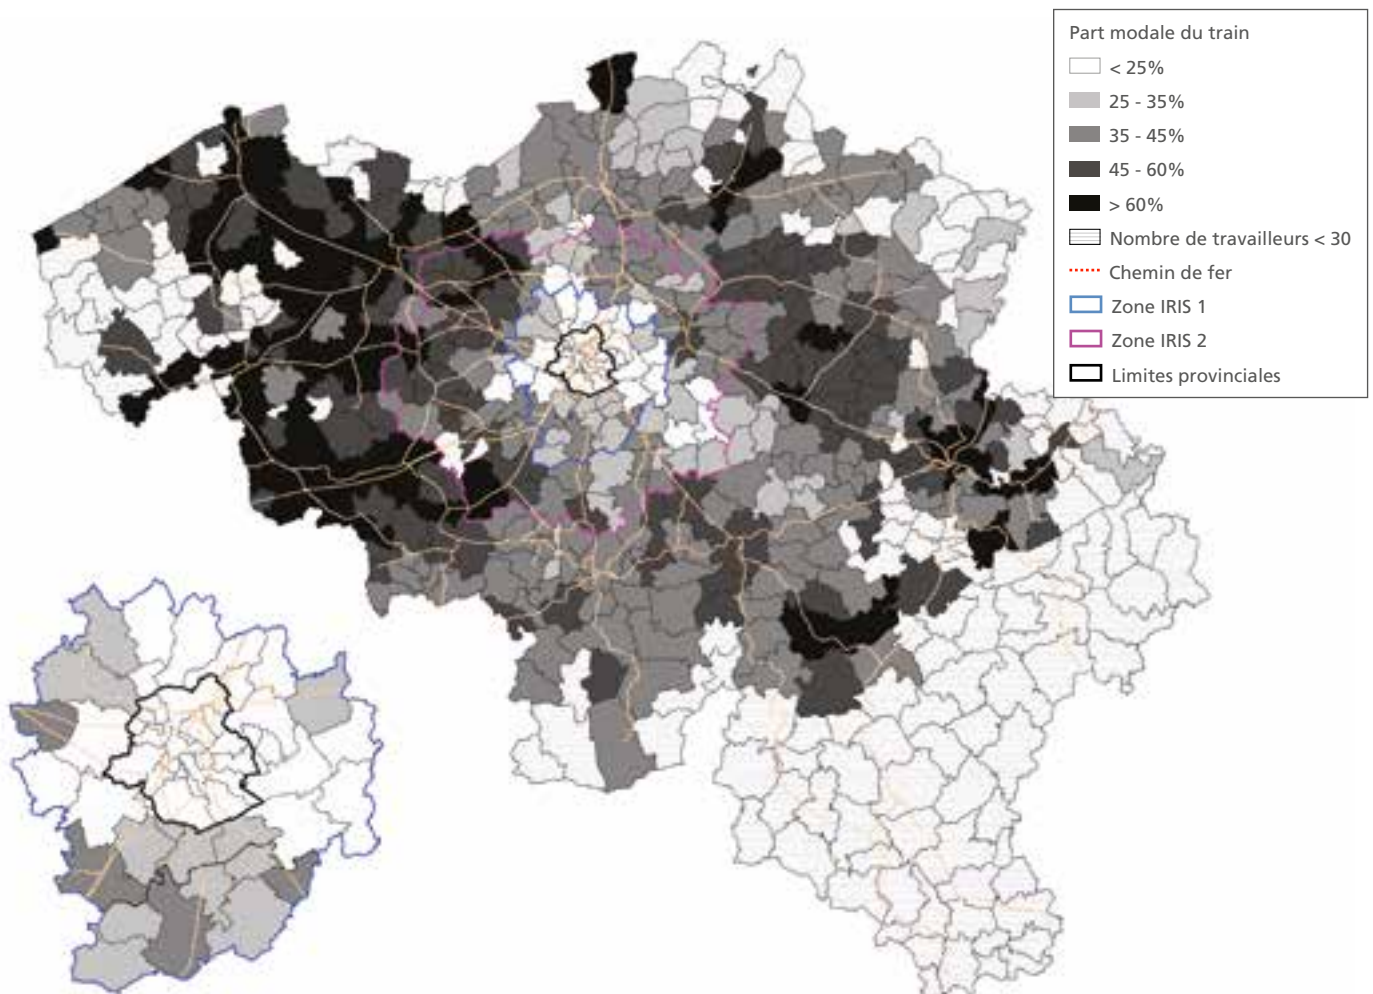 Part modale du train
< 25%
25 - 35%
35 - 45%
45 - 60%
> 60%
Nombre de travailleurs < 30
Chemin de fer
Zone IRIS 1
Zone IRIS 2
Limites provinciales